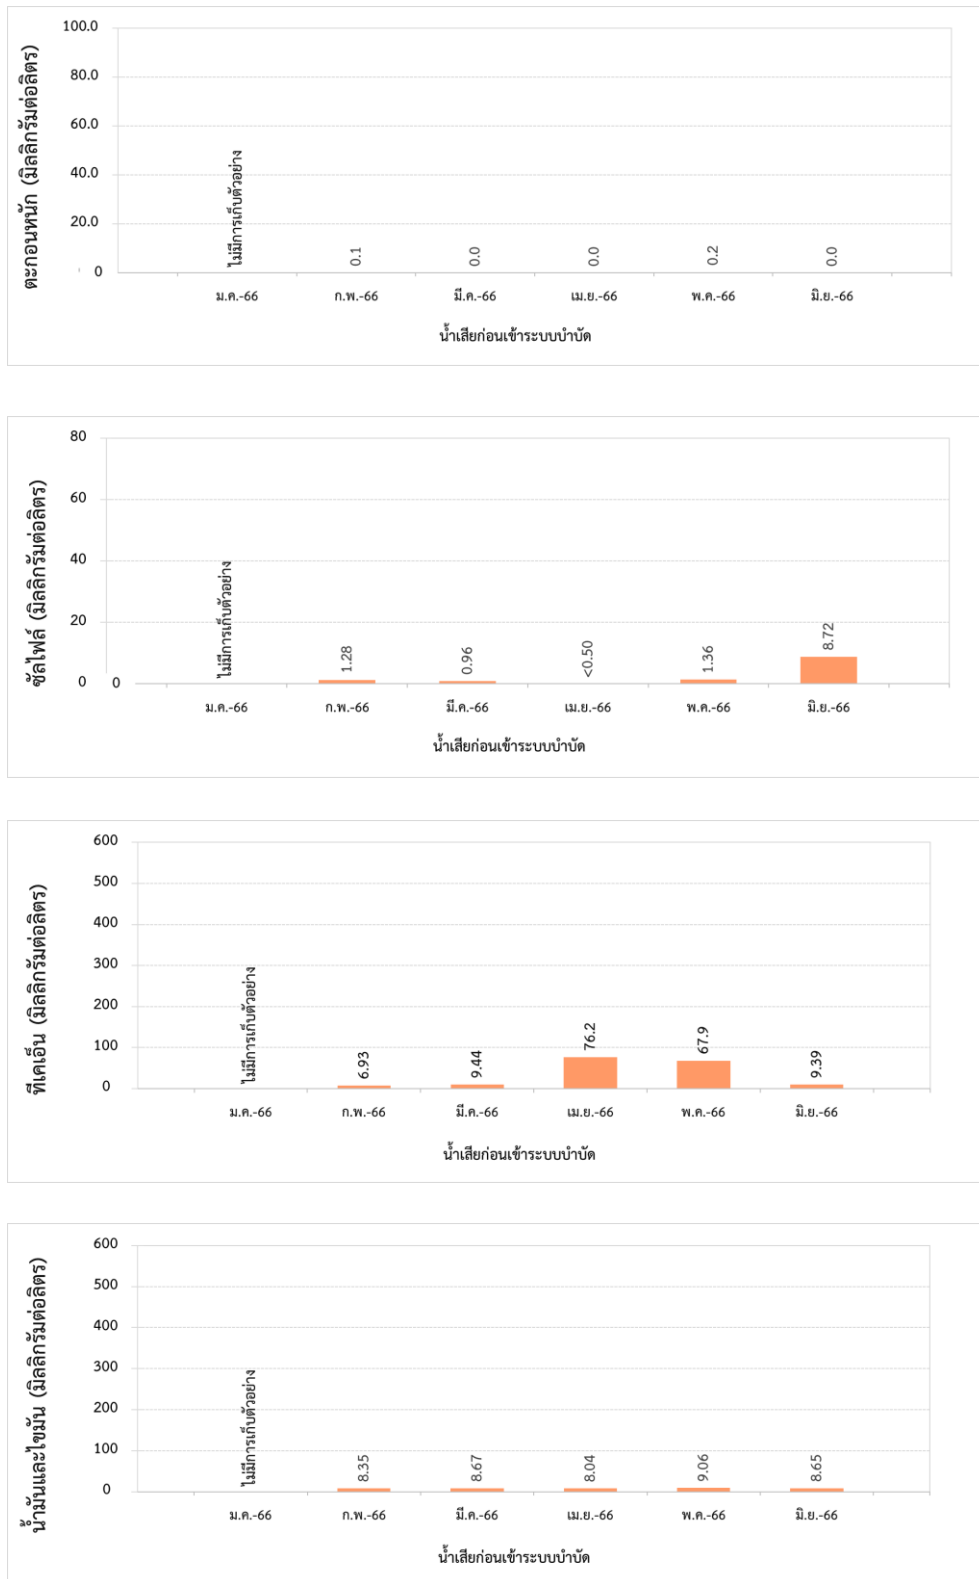 ตะกอนหนัก (มิลลิกรัมต่อลิตร)
100.0
80.0
60.0
40.0
20.0
- 0
ไม่มีการเก็บตัวอย่าง
0.1
0.0
0.0
0.2
0.0
ม.ค.-66 ก.พ.-66 มี.ค.-66 เม.ย.-66 พ.ค.-66 มิ.ย.-66
น้ำเสียก่อนเข้าระบบบำบัด
ซัลไฟล์ (มิลลิกรัมต่อลิตร)
80
60
40
20
0 0
ไม่มีการเก็บตัวอย่าง
1.28
0.96
<0.50
1.36
8.72
ม.ค.-66 ก.พ.-66 มี.ค.-66 เม.ย.-66 พ.ค.-66 มิ.ย.-66
น้ำเสียก่อนเข้าระบบบำบัด
ทีเคเอ็น (มิลลิกรัมต่อลิตร)
600
500
400
300
200
100
0
ไม่มีการเก็บตัวอย่าง
6.93
9.44
76.2
67.9
9.39
ม.ค.-66 ก.พ.-66 มี.ค.-66 เม.ย.-66 พ.ค.-66 มิ.ย.-66
น้ำเสียก่อนเข้าระบบบำบัด
น้ำมันและไขมัน (มิลลิกรัมต่อลิตร)
600
500
400
300
200
100
0
ไม่มีการเก็บตัวอย่าง
8.35
8.67
8.04
9.06
8.65
ม.ค.-66 ก.พ.-66 มี.ค.-66 เม.ย.-66 พ.ค.-66 มิ.ย.-66
น้ำเสียก่อนเข้าระบบบำบัด